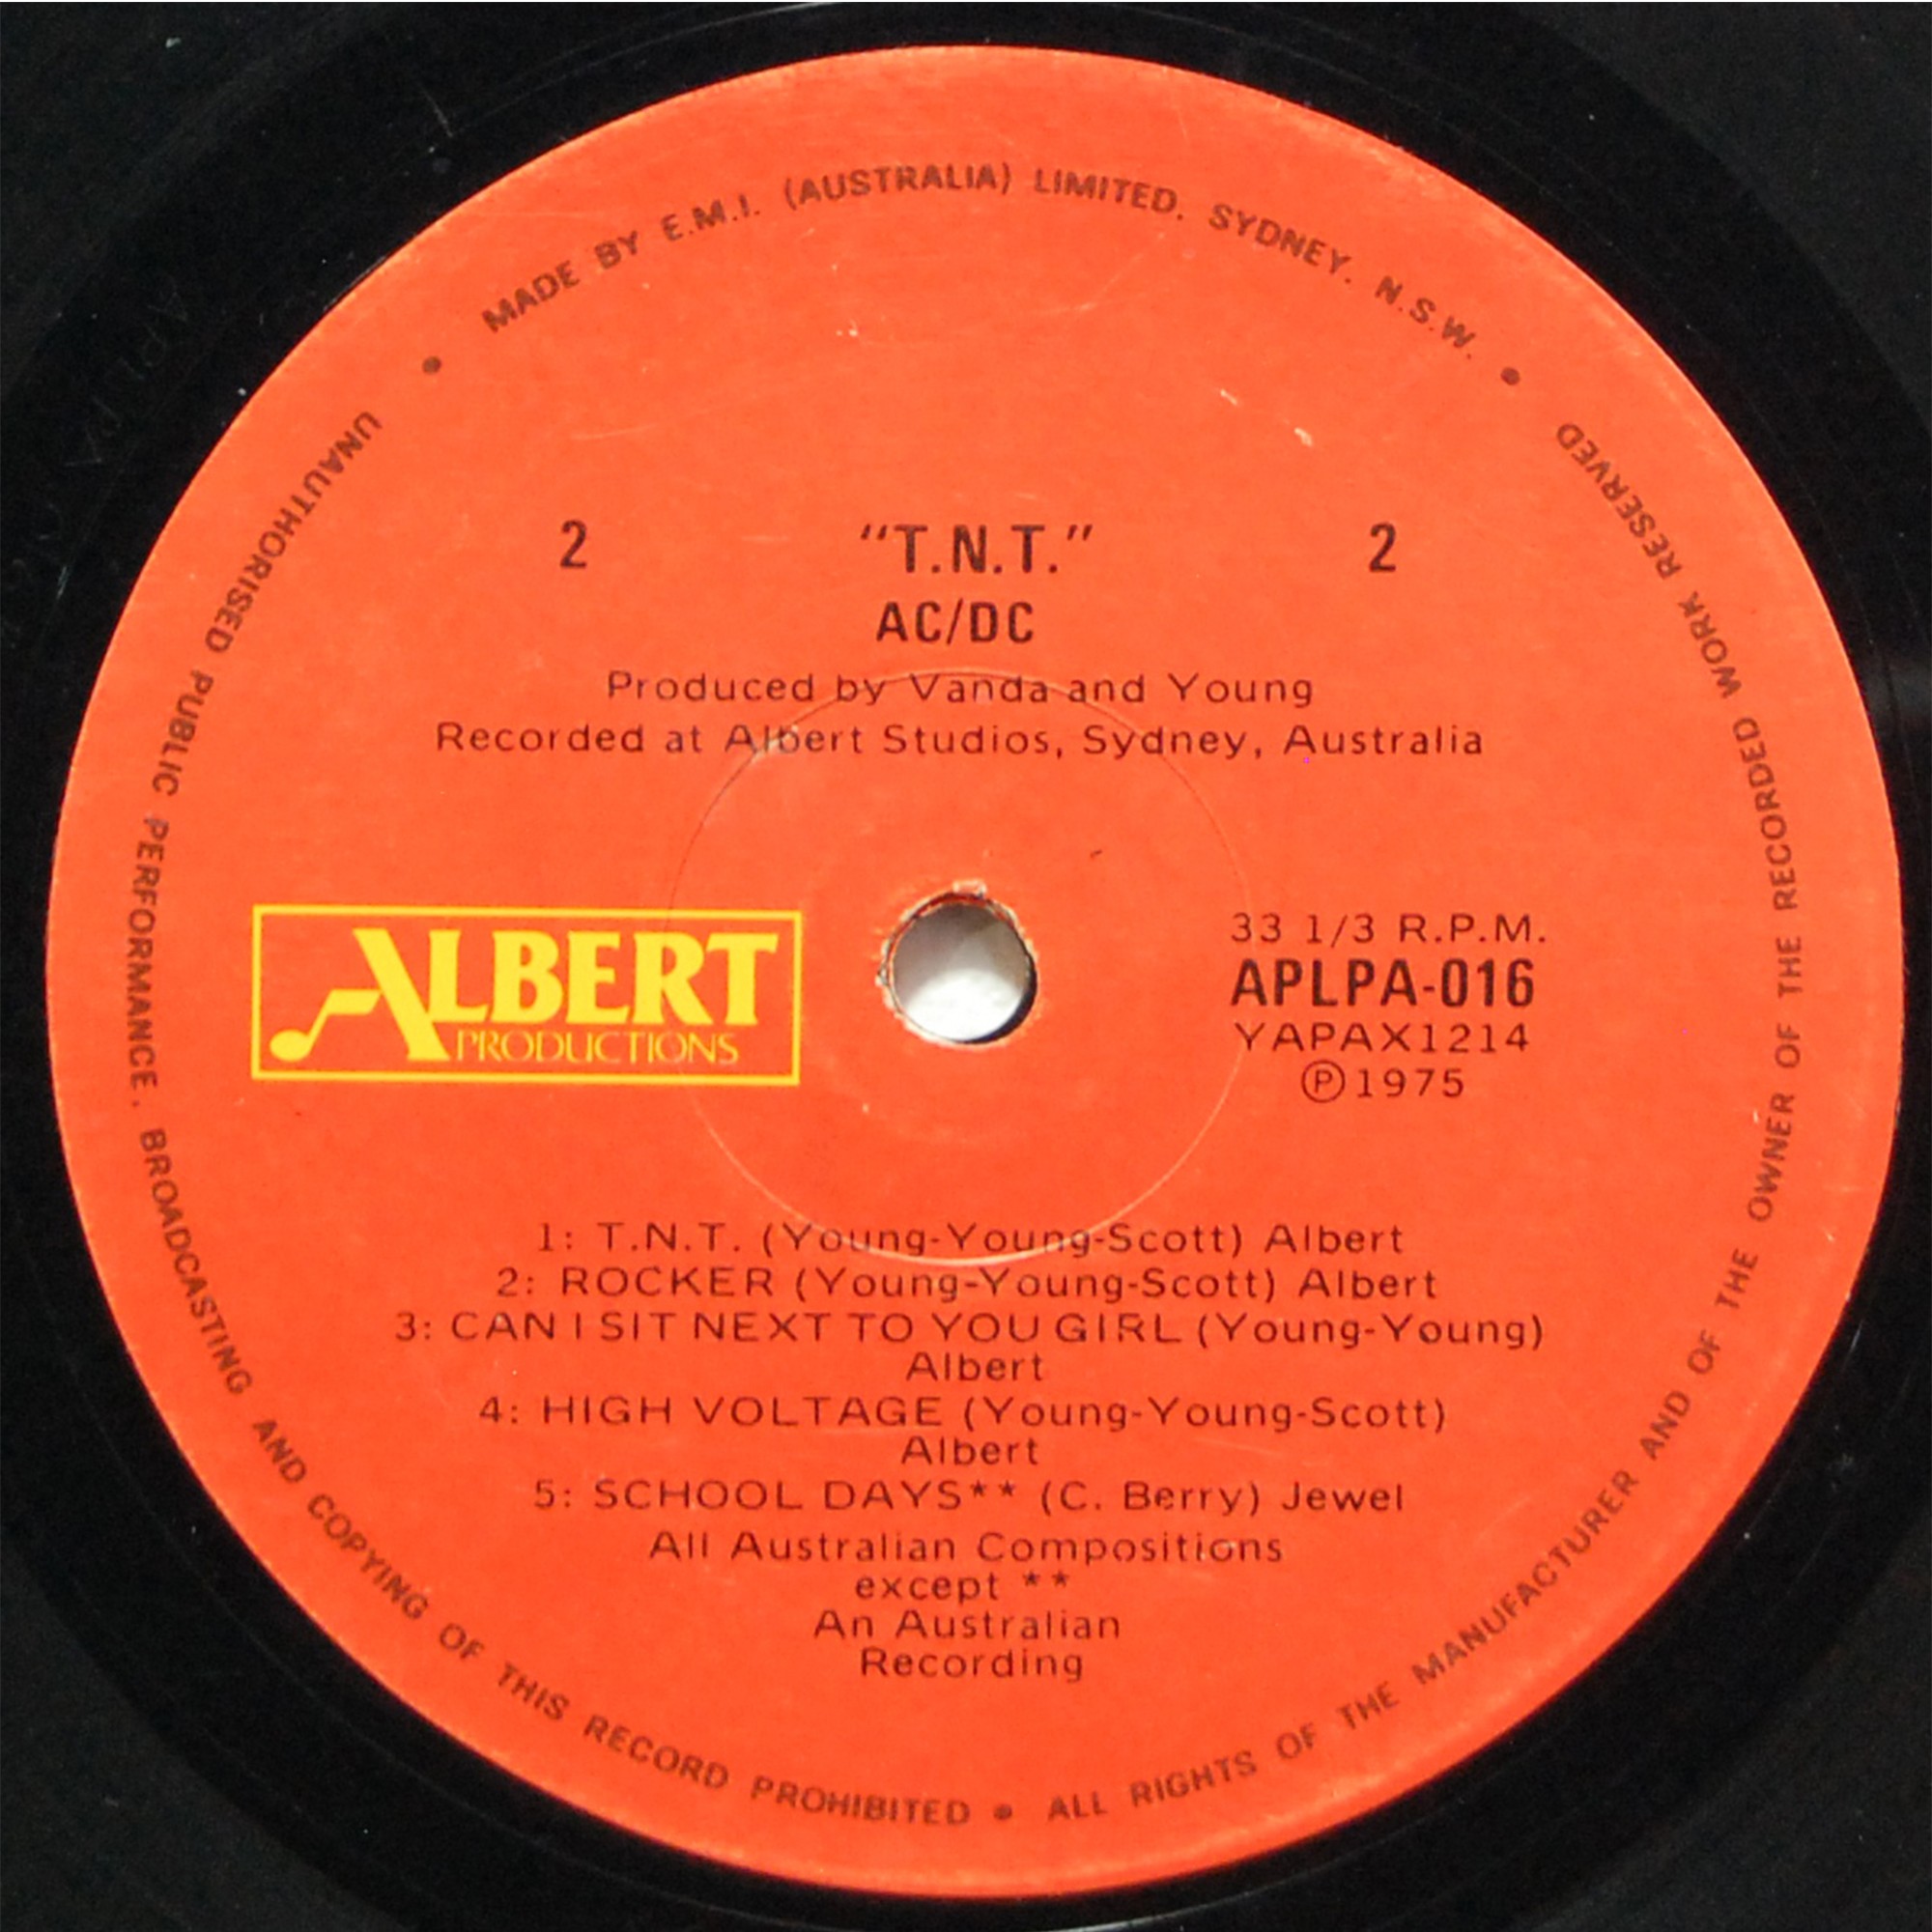 MADE BY E.M.I. (AUSTRALIA) LIMITED. SYDNEY. N.S.W. •
2 "T.N.T." 2
AC/DC
Produced by Vanda and Young
Recorded at Albert Studios, Sydney, Australia
ALBERT
PRODUCTIONS
33 1/3 R.P.M.
APLPA-016
YAPAX1214
Ⓟ1975
1: T.N.T. (Young-Young-Scott) Albert
2: ROCKER (Young-Young-Scott) Albert
3: CAN I SIT NEXT TO YOU GIRL (Young-Young)
Albert
4: HIGH VOLTAGE (Young-Young-Scott)
Albert
5: SCHOOL DAYS** (C. Berry) Jewel
All Australian Compositions
except **
An Australian
Recording
ALL RIGHTS OF THE MANUFACTURER AND OF THE OWNER OF THE RECORDED WORK RESERVED
• UNAUTHORISED PUBLIC PERFORMANCE. BROADCASTING AND COPYING OF THIS RECORD PROHIBITED •